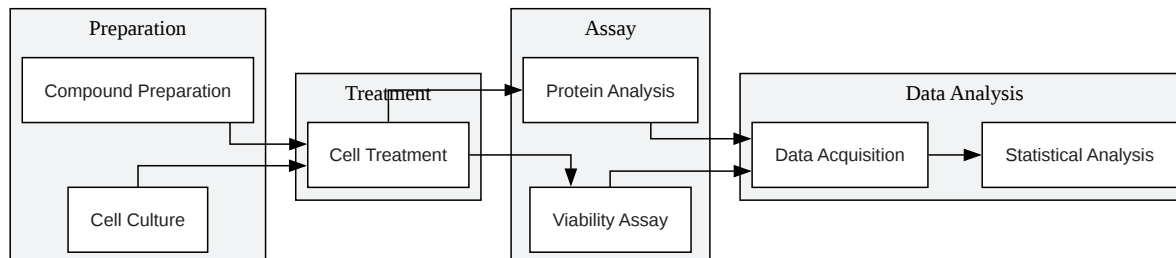 Preparation
Compound Preparation
Cell Culture
Treatment
Cell Treatment
Assay
Protein Analysis
Viability Assay
Data Analysis
Data Acquisition
Statistical Analysis